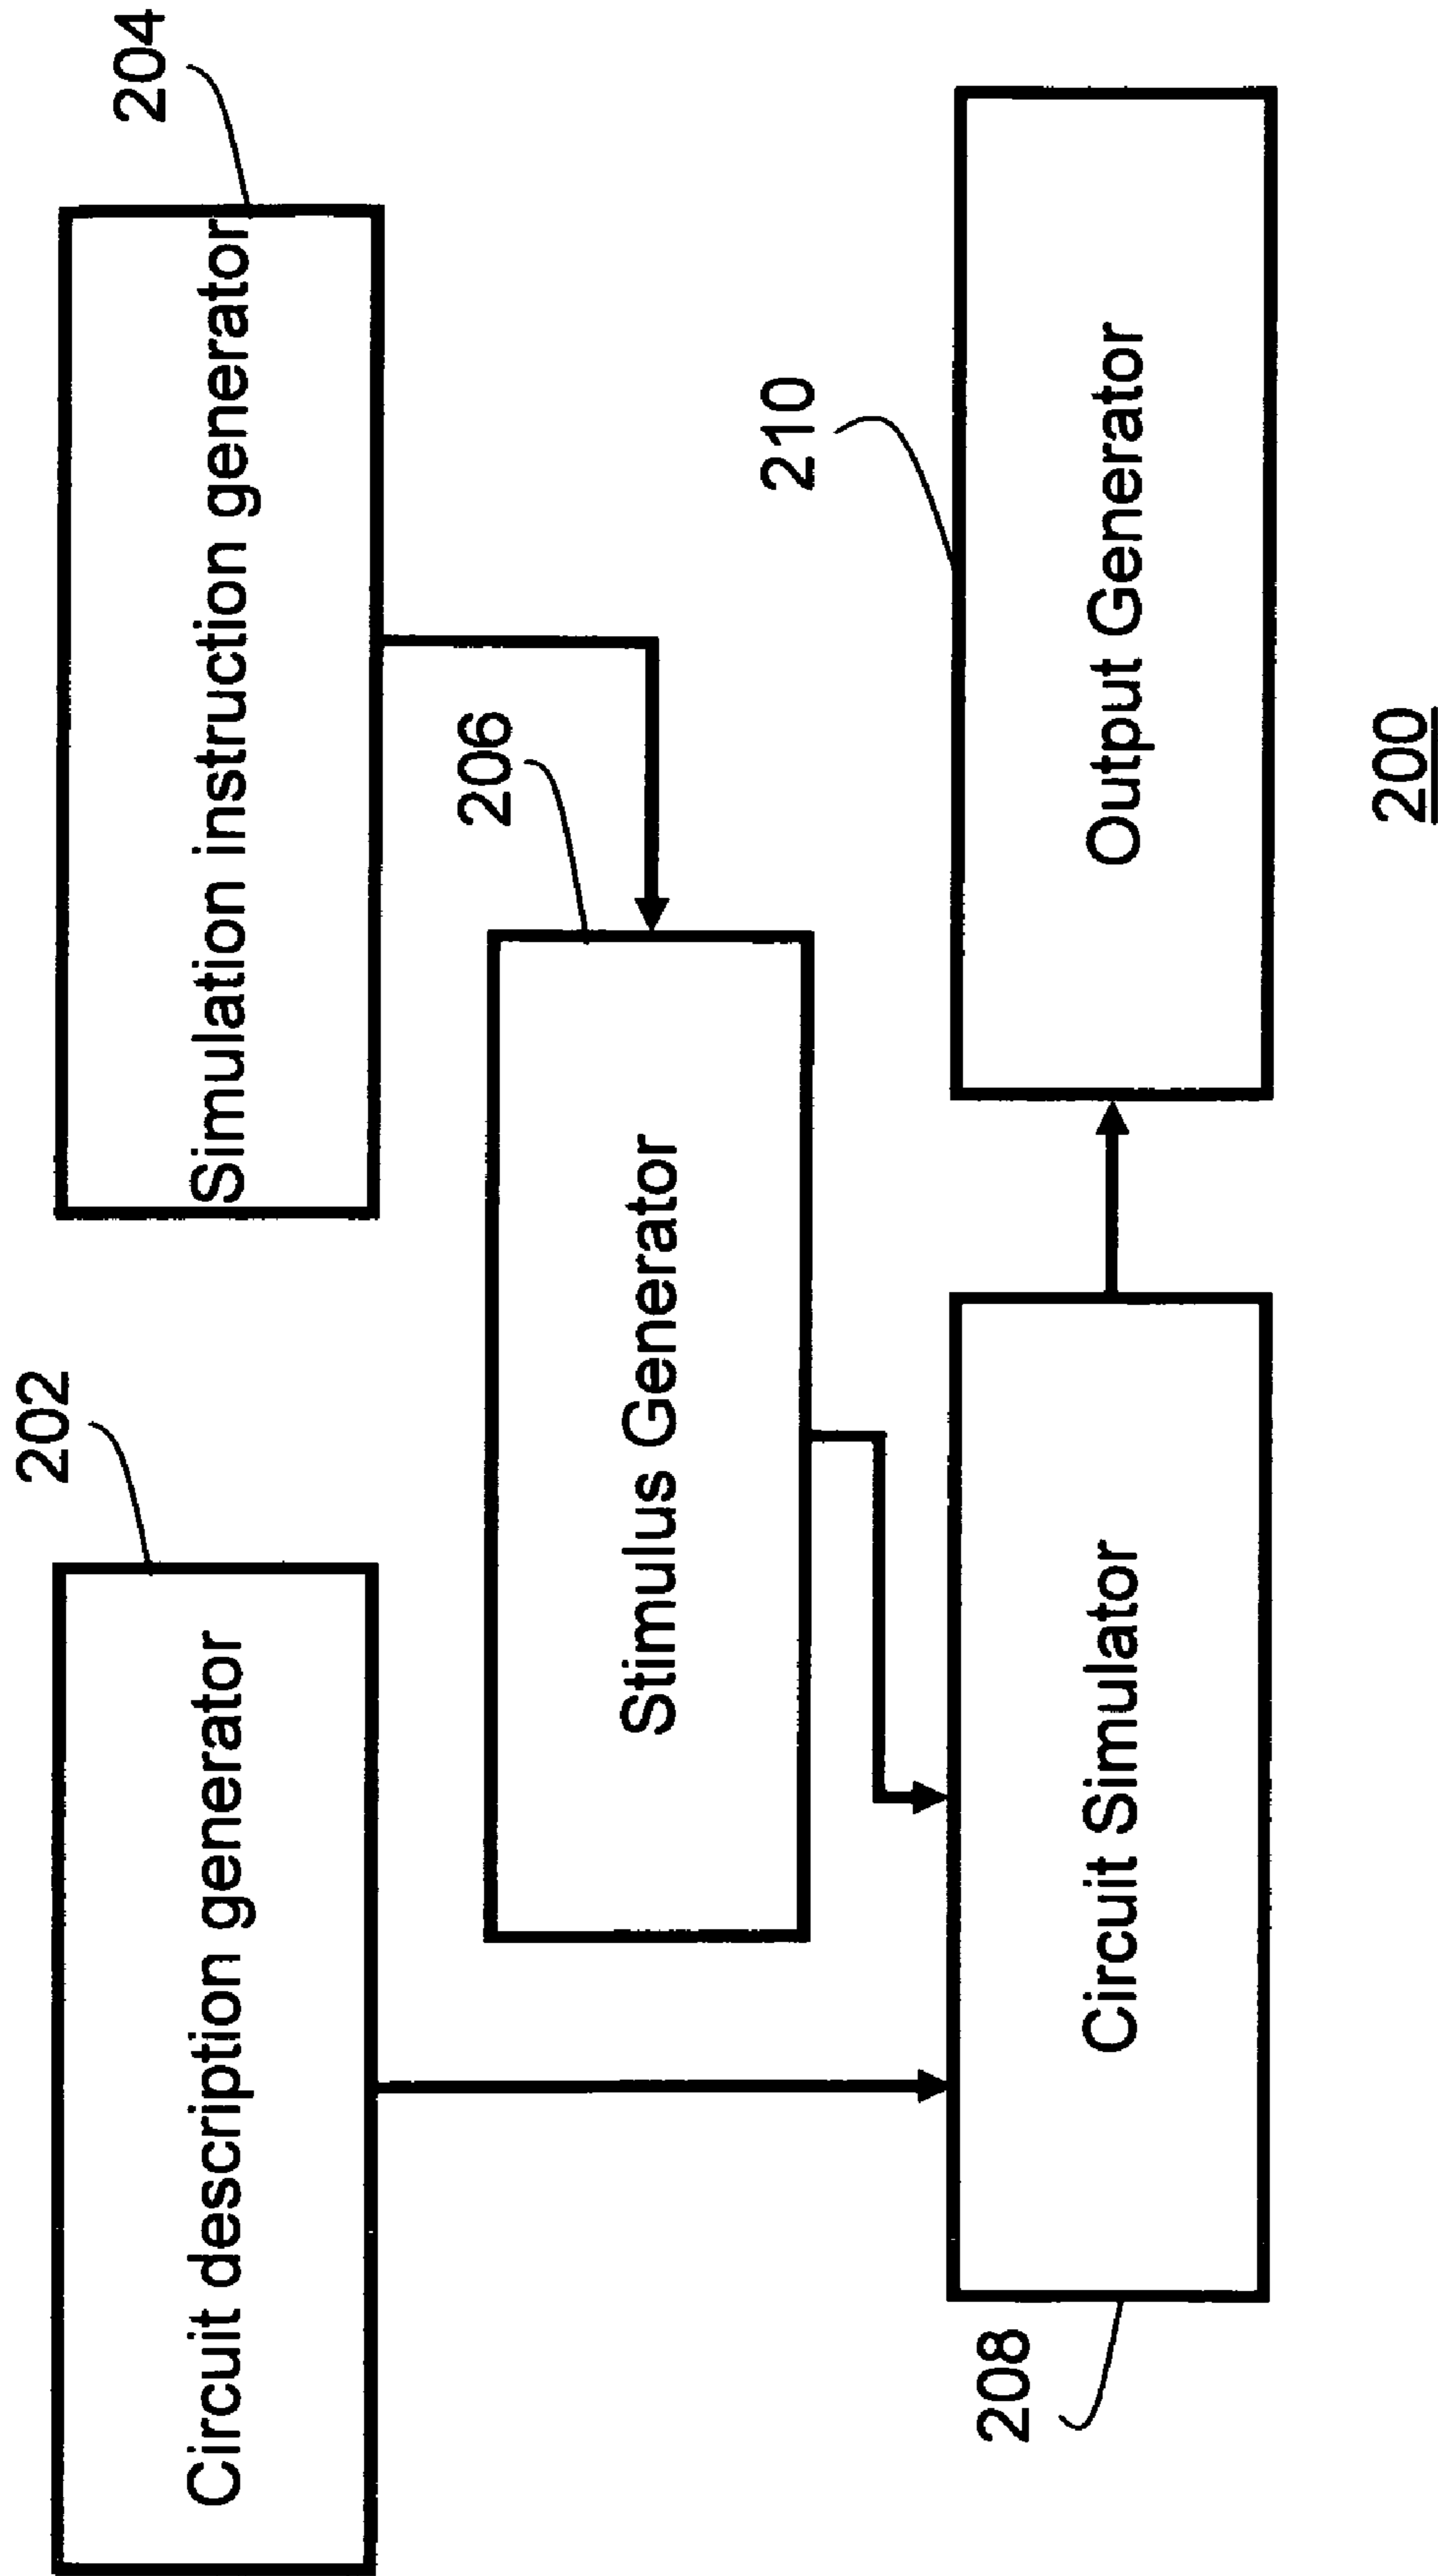 202
204
Circuit description generator
Simulation instruction generator
206
Stimulus Generator
210
Circuit Simulator
Output Generator
208
200